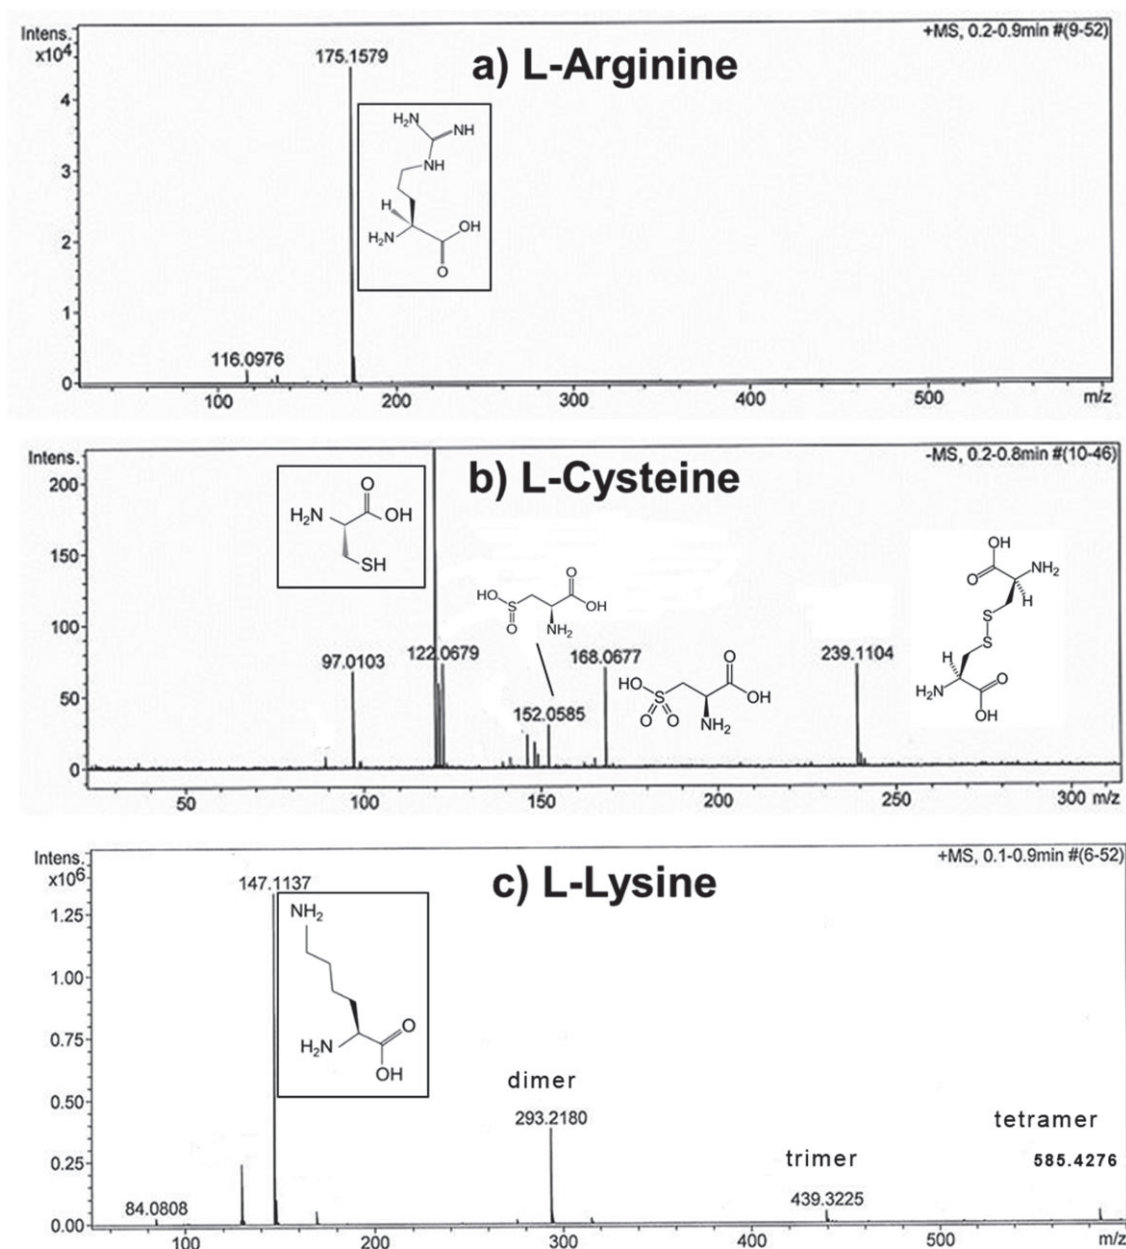 Intens.
x10⁴
+MS, 0.2-0.9min #(9-52)
a) L-Arginine
175.1579
4
3
2
1
0
116.0976
H₂N
NH
NH
H
H₂N
OH
O
100
200
300
400
500
m/z
Intens.
-MS, 0.2-0.8min #(10-46)
b) L-Cysteine
200
150
100
50
0
O
H₂N
OH
SH
97.0103
122.0679
HO
S
O
O
OH
NH₂
152.0585
168.0677
HO
S
O
O
O
OH
NH₂
239.1104
OH
O
NH₂
H
S
S
H
H₂N
O
OH
50
100
150
200
250
300 m/z
Intens.
x10⁶
+MS, 0.1-0.9min #(6-52)
c) L-Lysine
147.1137
1.25
1.00
0.75
0.50
0.25
0.00
NH₂
H₂N
O
OH
84.0808
dimer
293.2180
trimer
439.3225
tetramer
585.4276
100
200
300
400
500
m/z